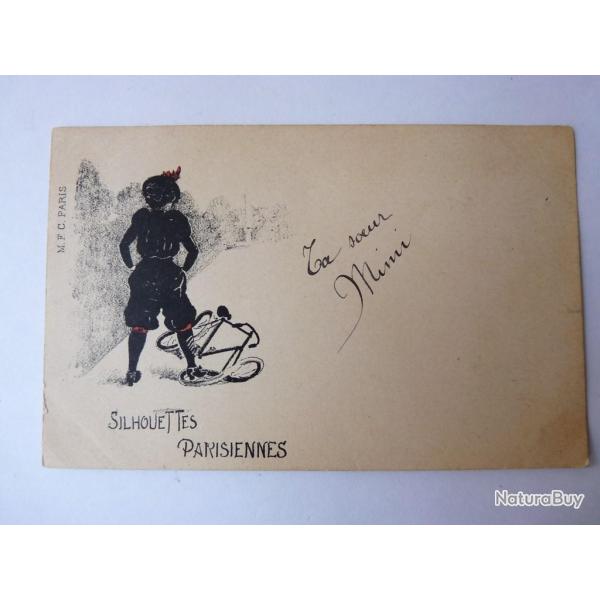 M.F.C. PARIS
Ta sœur
Mimi
SILHOUETTES
PARISIENNES
NaturaBuy